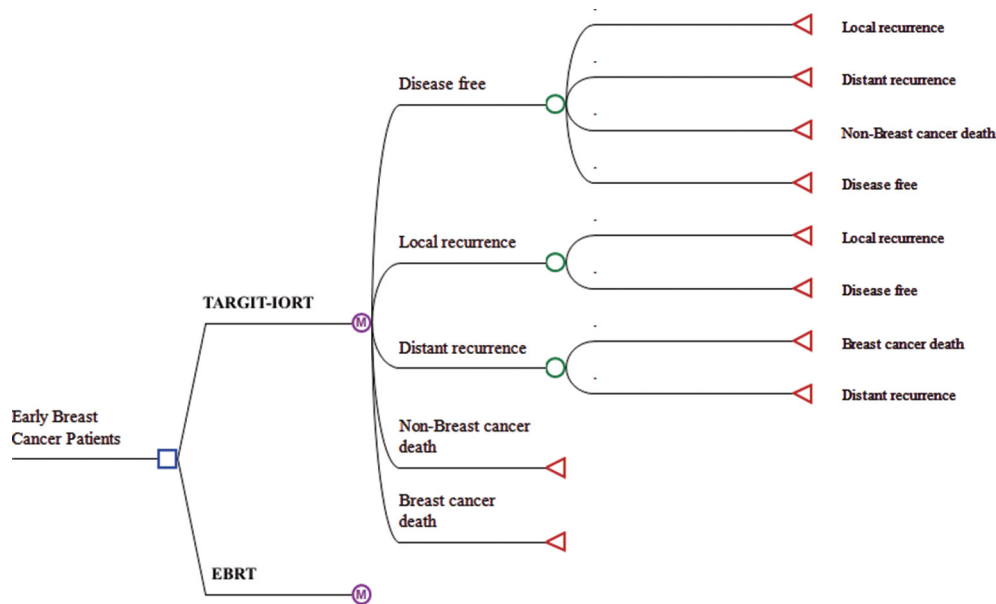 Local recurrence
Distant recurrence
Disease free
Non-Breast cancer death
Disease free
Local recurrence
Local recurrence
Disease free
TARGIT-IORT
M
Distant recurrence
Breast cancer death
Distant recurrence
Early Breast
Cancer Patients
Non-Breast cancer
death
Breast cancer
death
EBRT
M